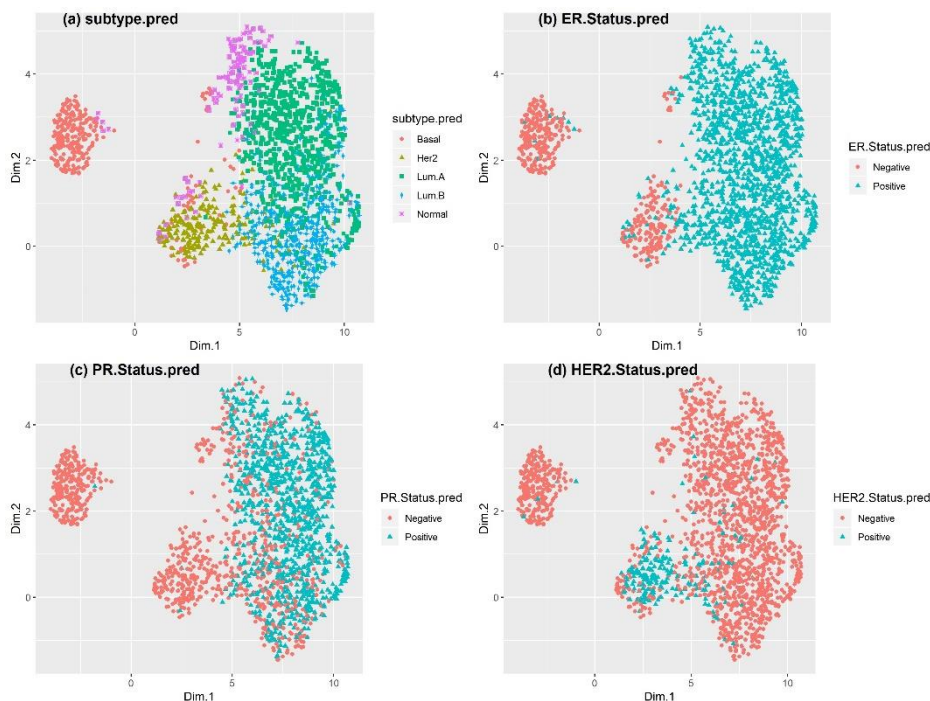 (a) subtype.pred
4
2
0
Dim.2
0
5
10
Dim.1
subtype.pred
Basal
Her2
Lum.A
Lum.B
Normal
(b) ER.Status.pred
4
2
0
Dim.2
0
5
10
Dim.1
ER.Status.pred
Negative
Positive
(c) PR.Status.pred
4
2
0
Dim.2
0
5
10
Dim.1
PR.Status.pred
Negative
Positive
(d) HER2.Status.pred
4
2
0
Dim.2
0
5
10
Dim.1
HER2.Status.pred
Negative
Positive